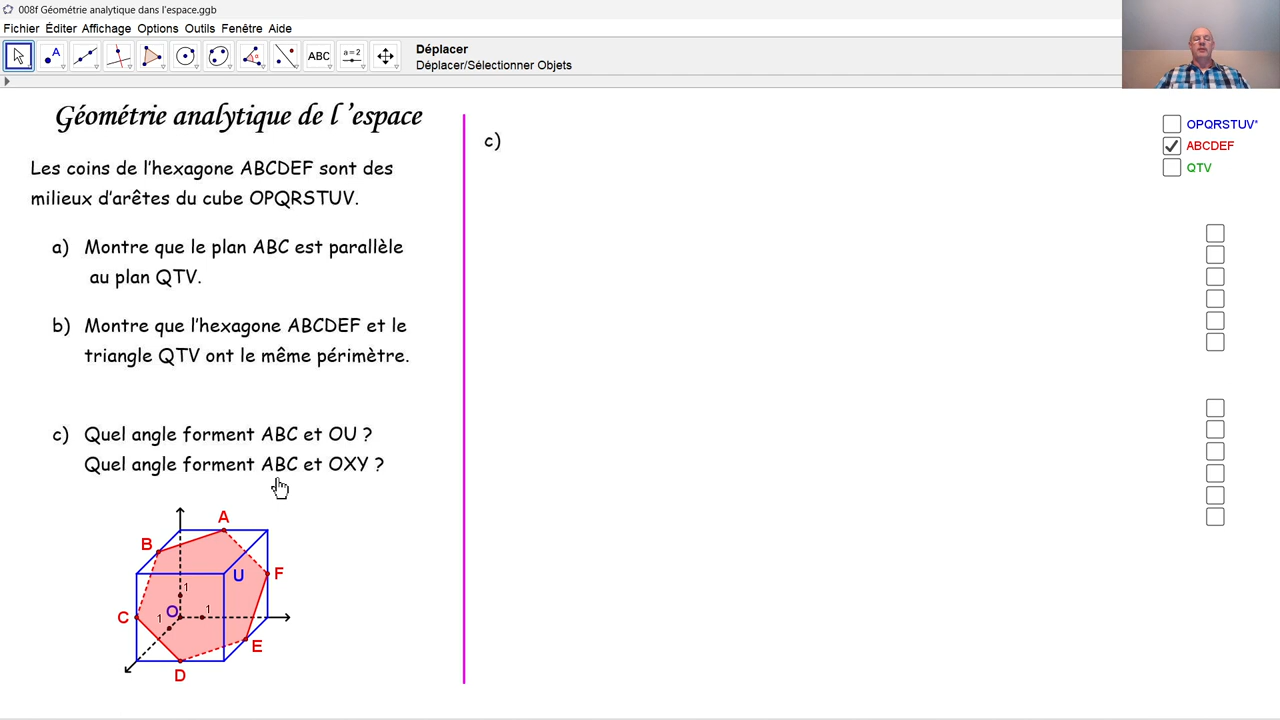 008f Géométrie analytique dans l'espace.ggb
Fichier Éditer Affichage Options Outils Fenêtre Aide
A
ABC
a=2
Déplacer
Déplacer/Sélectionner Objets
Géométrie analytique de l 'espace
Les coins de l'hexagone ABCDEF sont des
milieux d'arêtes du cube OPQRSTUV.
a) Montre que le plan ABC est parallèle
au plan QTV.
b) Montre que l'hexagone ABCDEF et le
triangle QTV ont le même périmètre.
c) Quel angle forment ABC et OU ?
Quel angle forment ABC et OXY ?
A
B
U
F
1
O
1
1
C
E
D
c)
OPQRSTUV*
ABCDEF
QTV